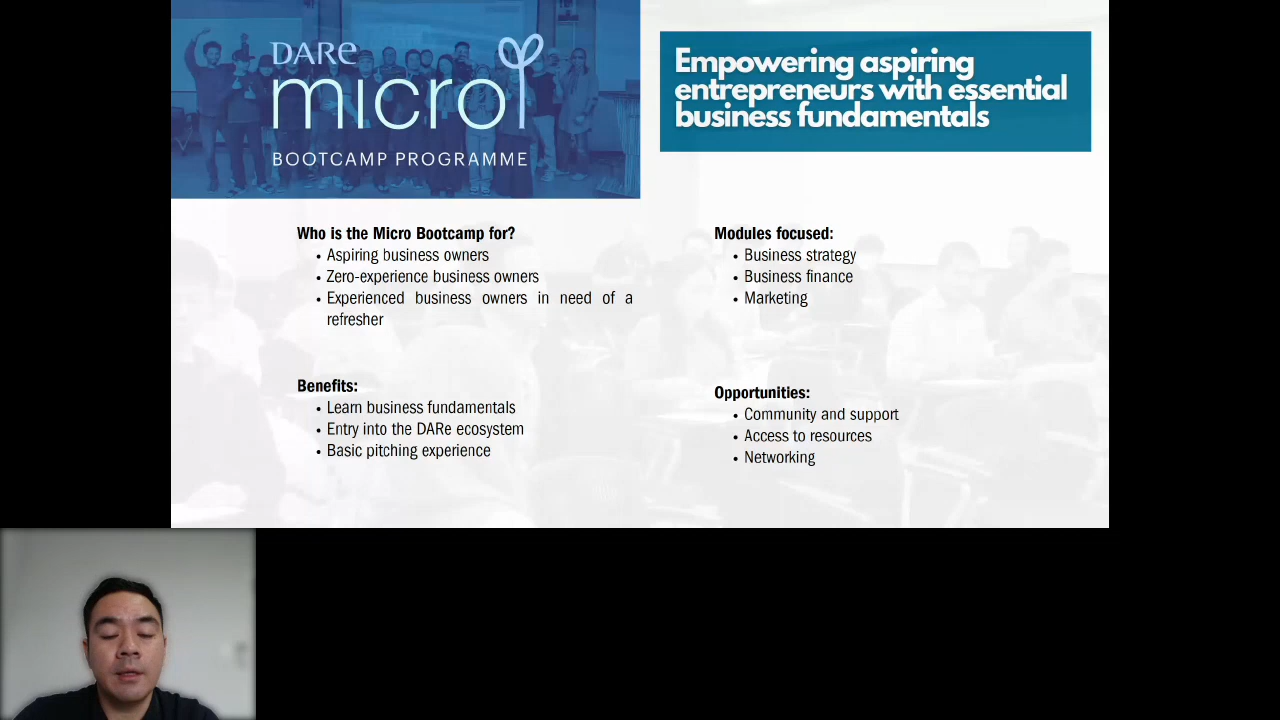 DARe
micro
BOOTCAMP PROGRAMME
Empowering aspiring
entrepreneurs with essential
business fundamentals
Who is the Micro Bootcamp for?
• Aspiring business owners
• Zero-experience business owners
• Experienced business owners in need of a
refresher
Benefits:
• Learn business fundamentals
• Entry into the DARe ecosystem
• Basic pitching experience
Modules focused:
• Business strategy
• Business finance
• Marketing
Opportunities:
• Community and support
• Access to resources
• Networking